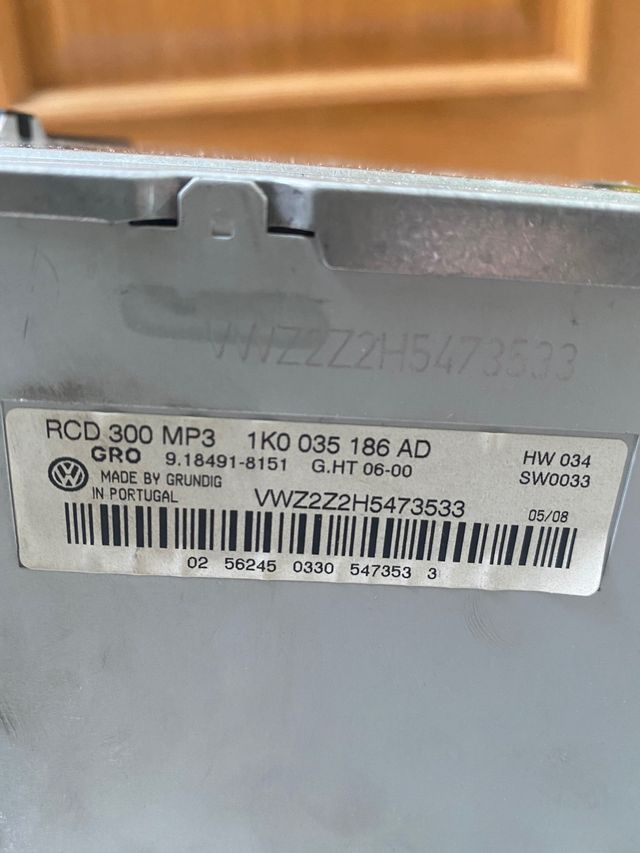 VWZ2Z2H5473533
RCD 300 MP3 1K0 035 186 AD
GRO 9.18491-8151 G.HT 06-00
HW 034
SW0033
MADE BY GRUNDIG
IN PORTUGAL
VWZ2Z2H5473533
05/08
02 56245 0330 547353 3